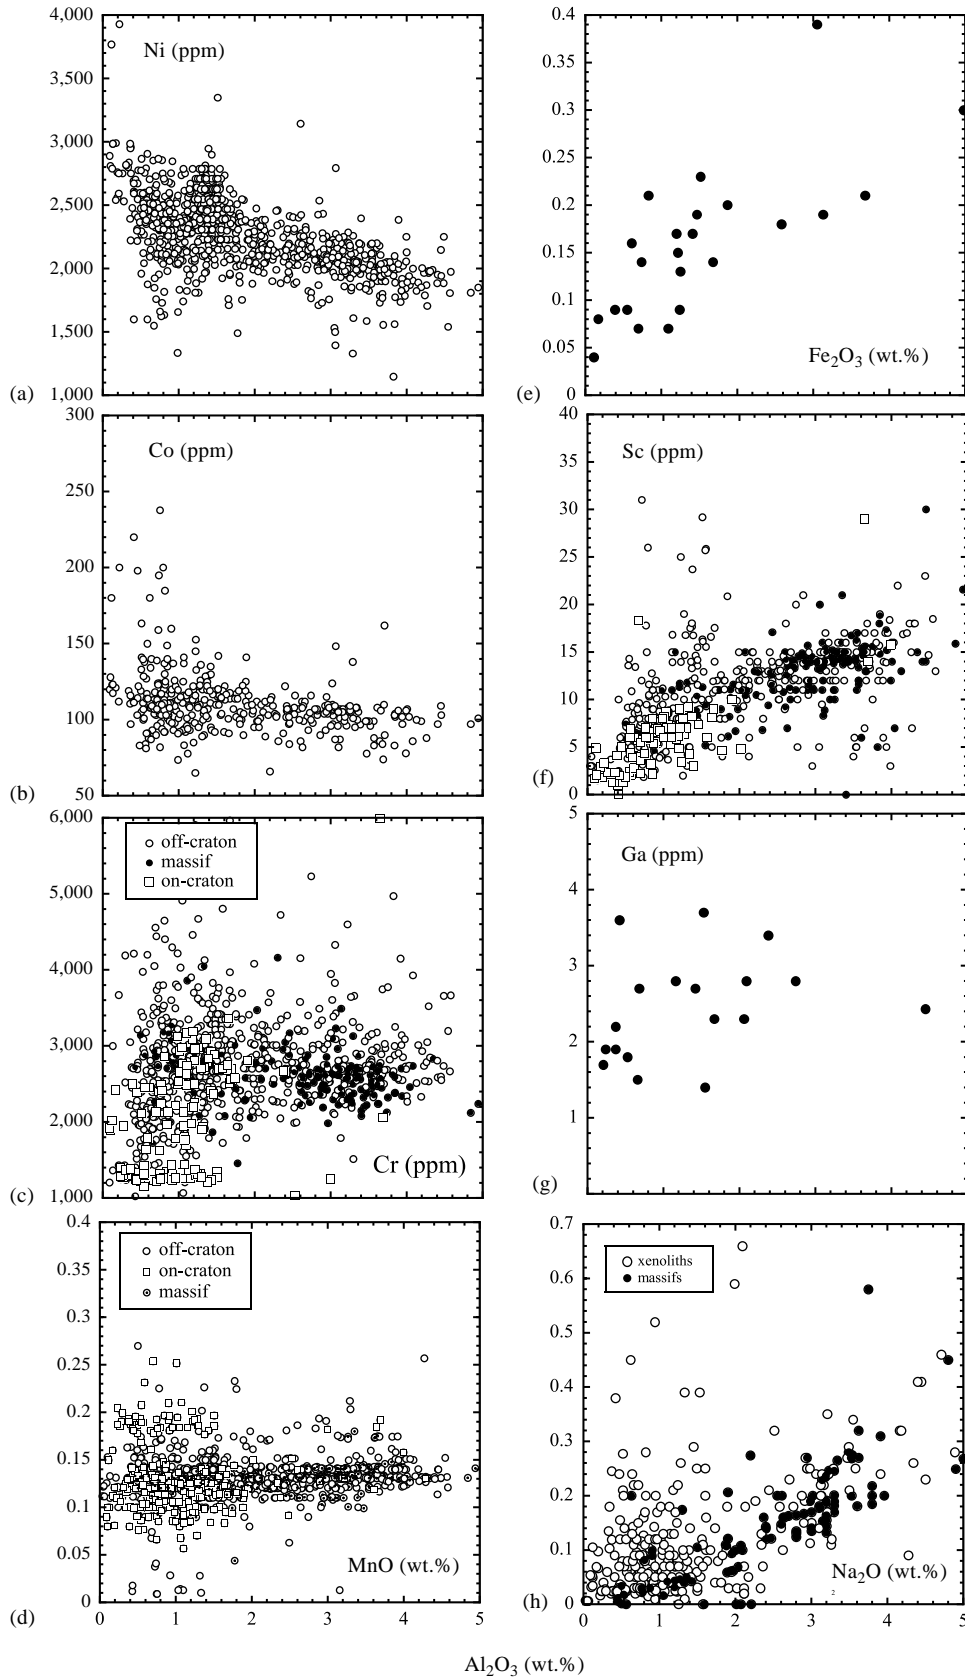 4,000
3,500
3,000
2,500
2,000
1,500
1,000
Ni (ppm)
(a)
300
250
200
150
100
50
Co (ppm)
(b)
6,000
5,000
4,000
3,000
2,000
1,000
off-craton
massif
on-craton
Cr (ppm)
(c)
0.4
0.35
0.3
0.25
0.2
0.15
0.1
0.05
0
off-craton
on-craton
massif
MnO (wt.%)
(d)
0 1 2 3 4 5
0.4
0.3
0.2
0.1
0.05
0
Fe₂O₃ (wt.%)
(e)
40
35
30
25
20
15
10
5
0
Sc (ppm)
(f)
5
4
3
2
1
Ga (ppm)
(g)
0.7
0.6
0.5
0.4
0.3
0.2
0.1
0
xenoliths
massifs
Na₂O (wt.%)
2
(h)
0 1 2 3 4 5
Al₂O₃ (wt.%)